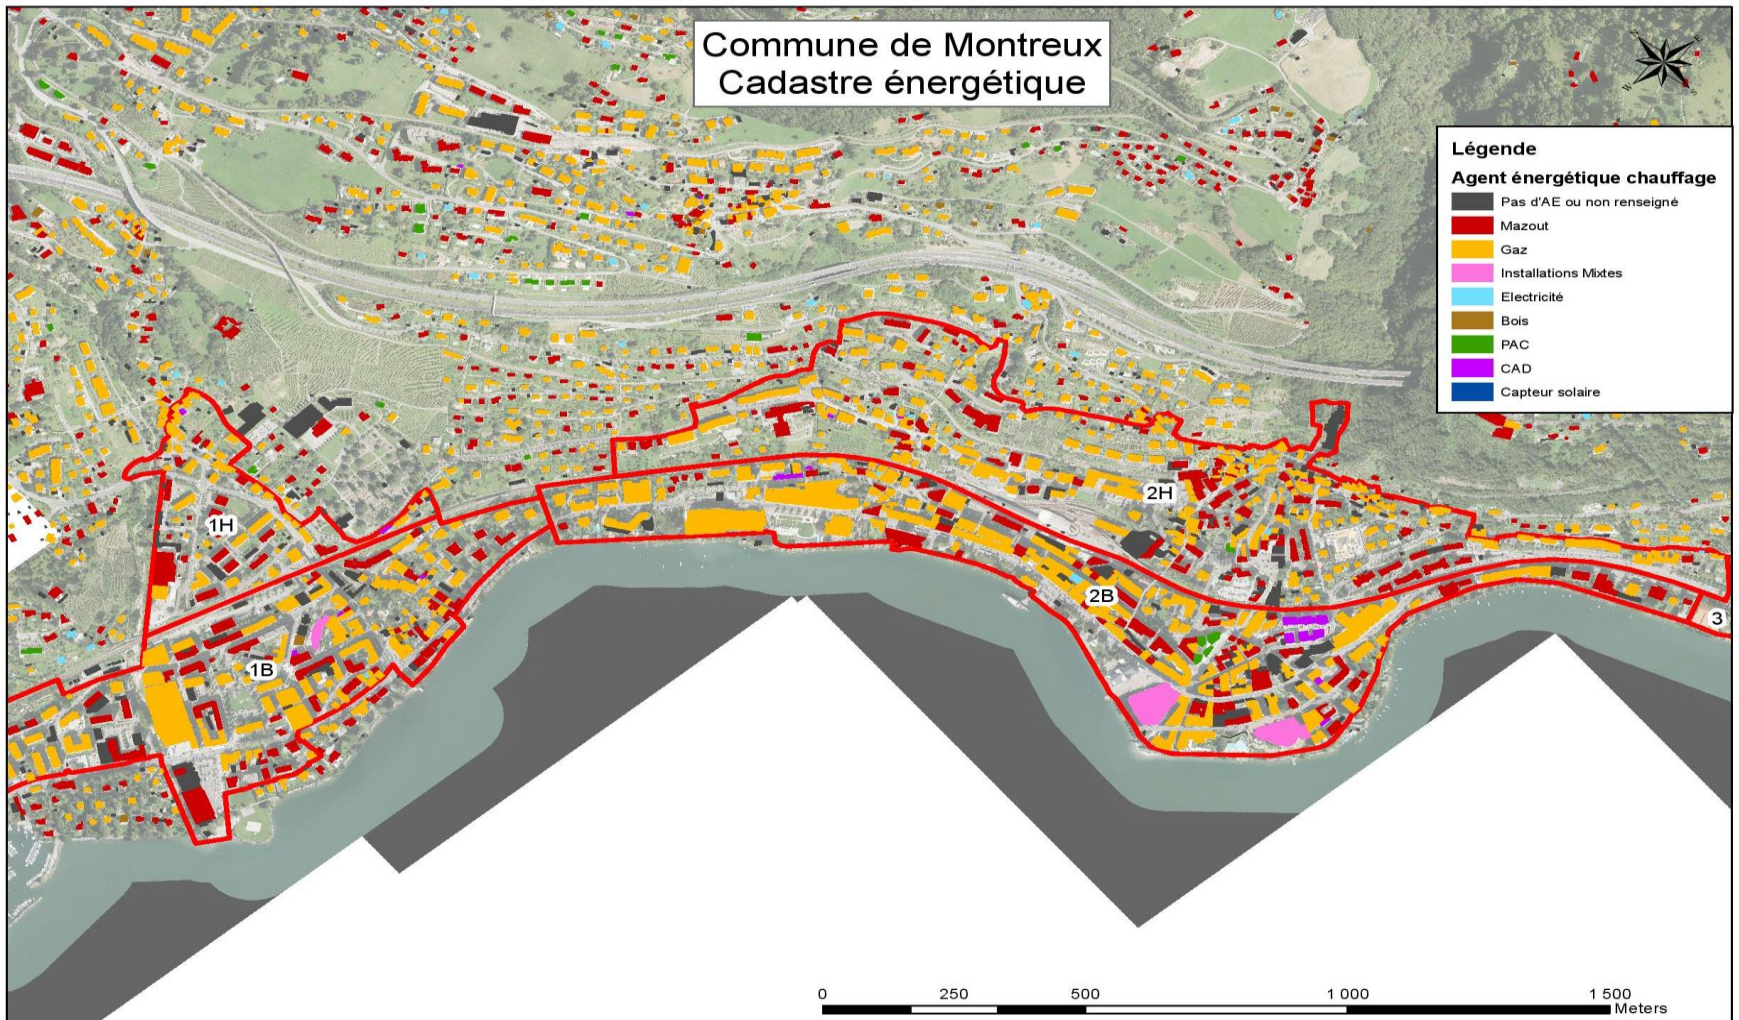 Commune de Montreux
Cadastre énergétique
Légende
Agent énergétique chauffage
Pas d'AE ou non renseigné
Mazout
Gaz
Installations Mixtes
Electricité
Bois
PAC
CAD
Capteur solaire
1H
2H
2B
3
1B
0 250 500 1 000 1 500
Meters